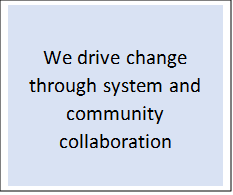 We drive change
through system and
community
collaboration